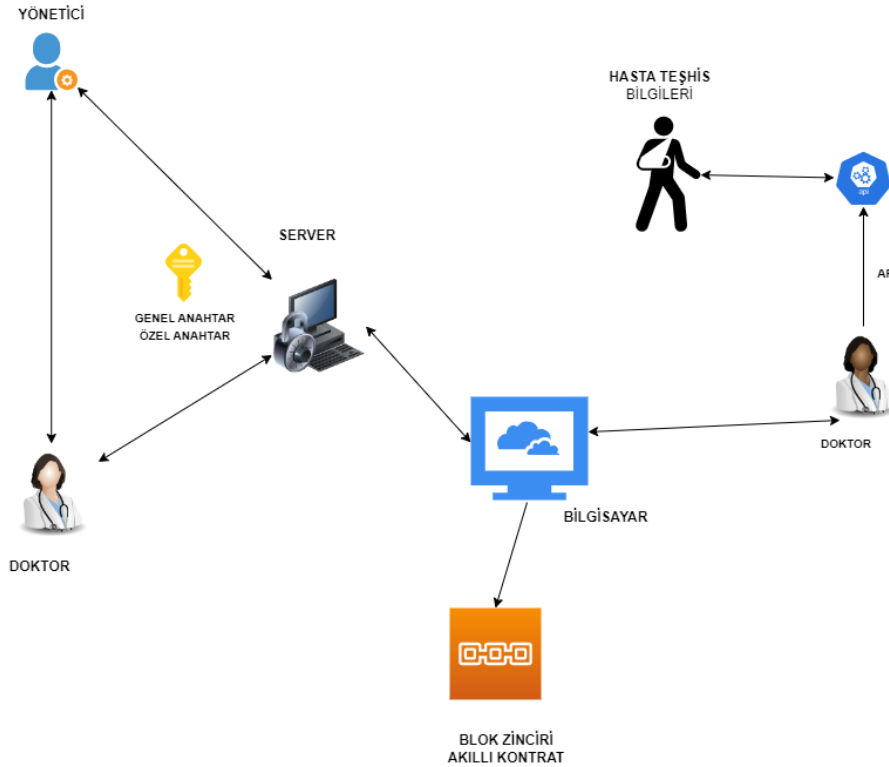 YÖNETİCİ
HASTA TEŞHİS
BİLGİLERİ
api
SERVER
GENEL ANAHTAR
ÖZEL ANAHTAR
DOKTOR
BİLGİSAYAR
DOKTOR
BLOK ZİNCİRİ
AKILLI KONTRAT